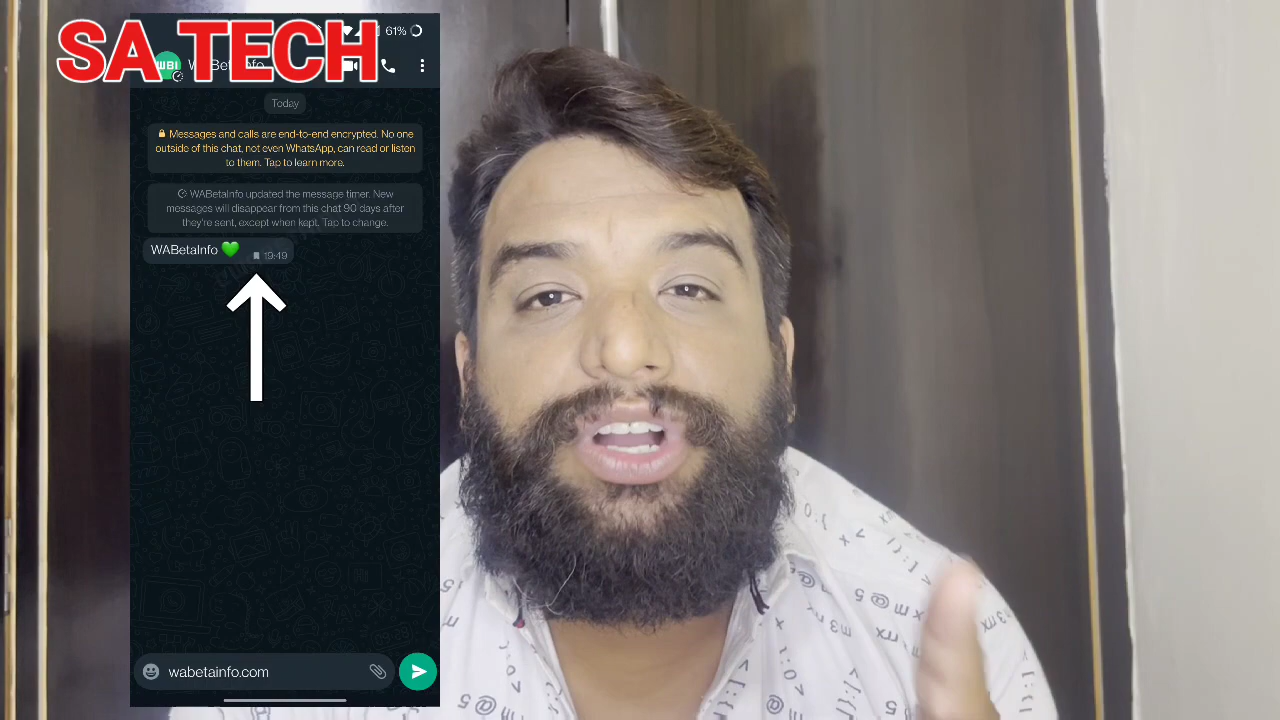 SA TECH
61%
WBI
WABetaInfo
Today
Messages and calls are end-to-end encrypted. No one
outside of this chat, not even WhatsApp, can read or listen
to them. Tap to learn more.
WABetaInfo updated the message timer. New
messages will disappear from this chat 90 days after
they're sent, except when kept. Tap to change.
WABetaInfo 💚
19:49
wabetainfo.com